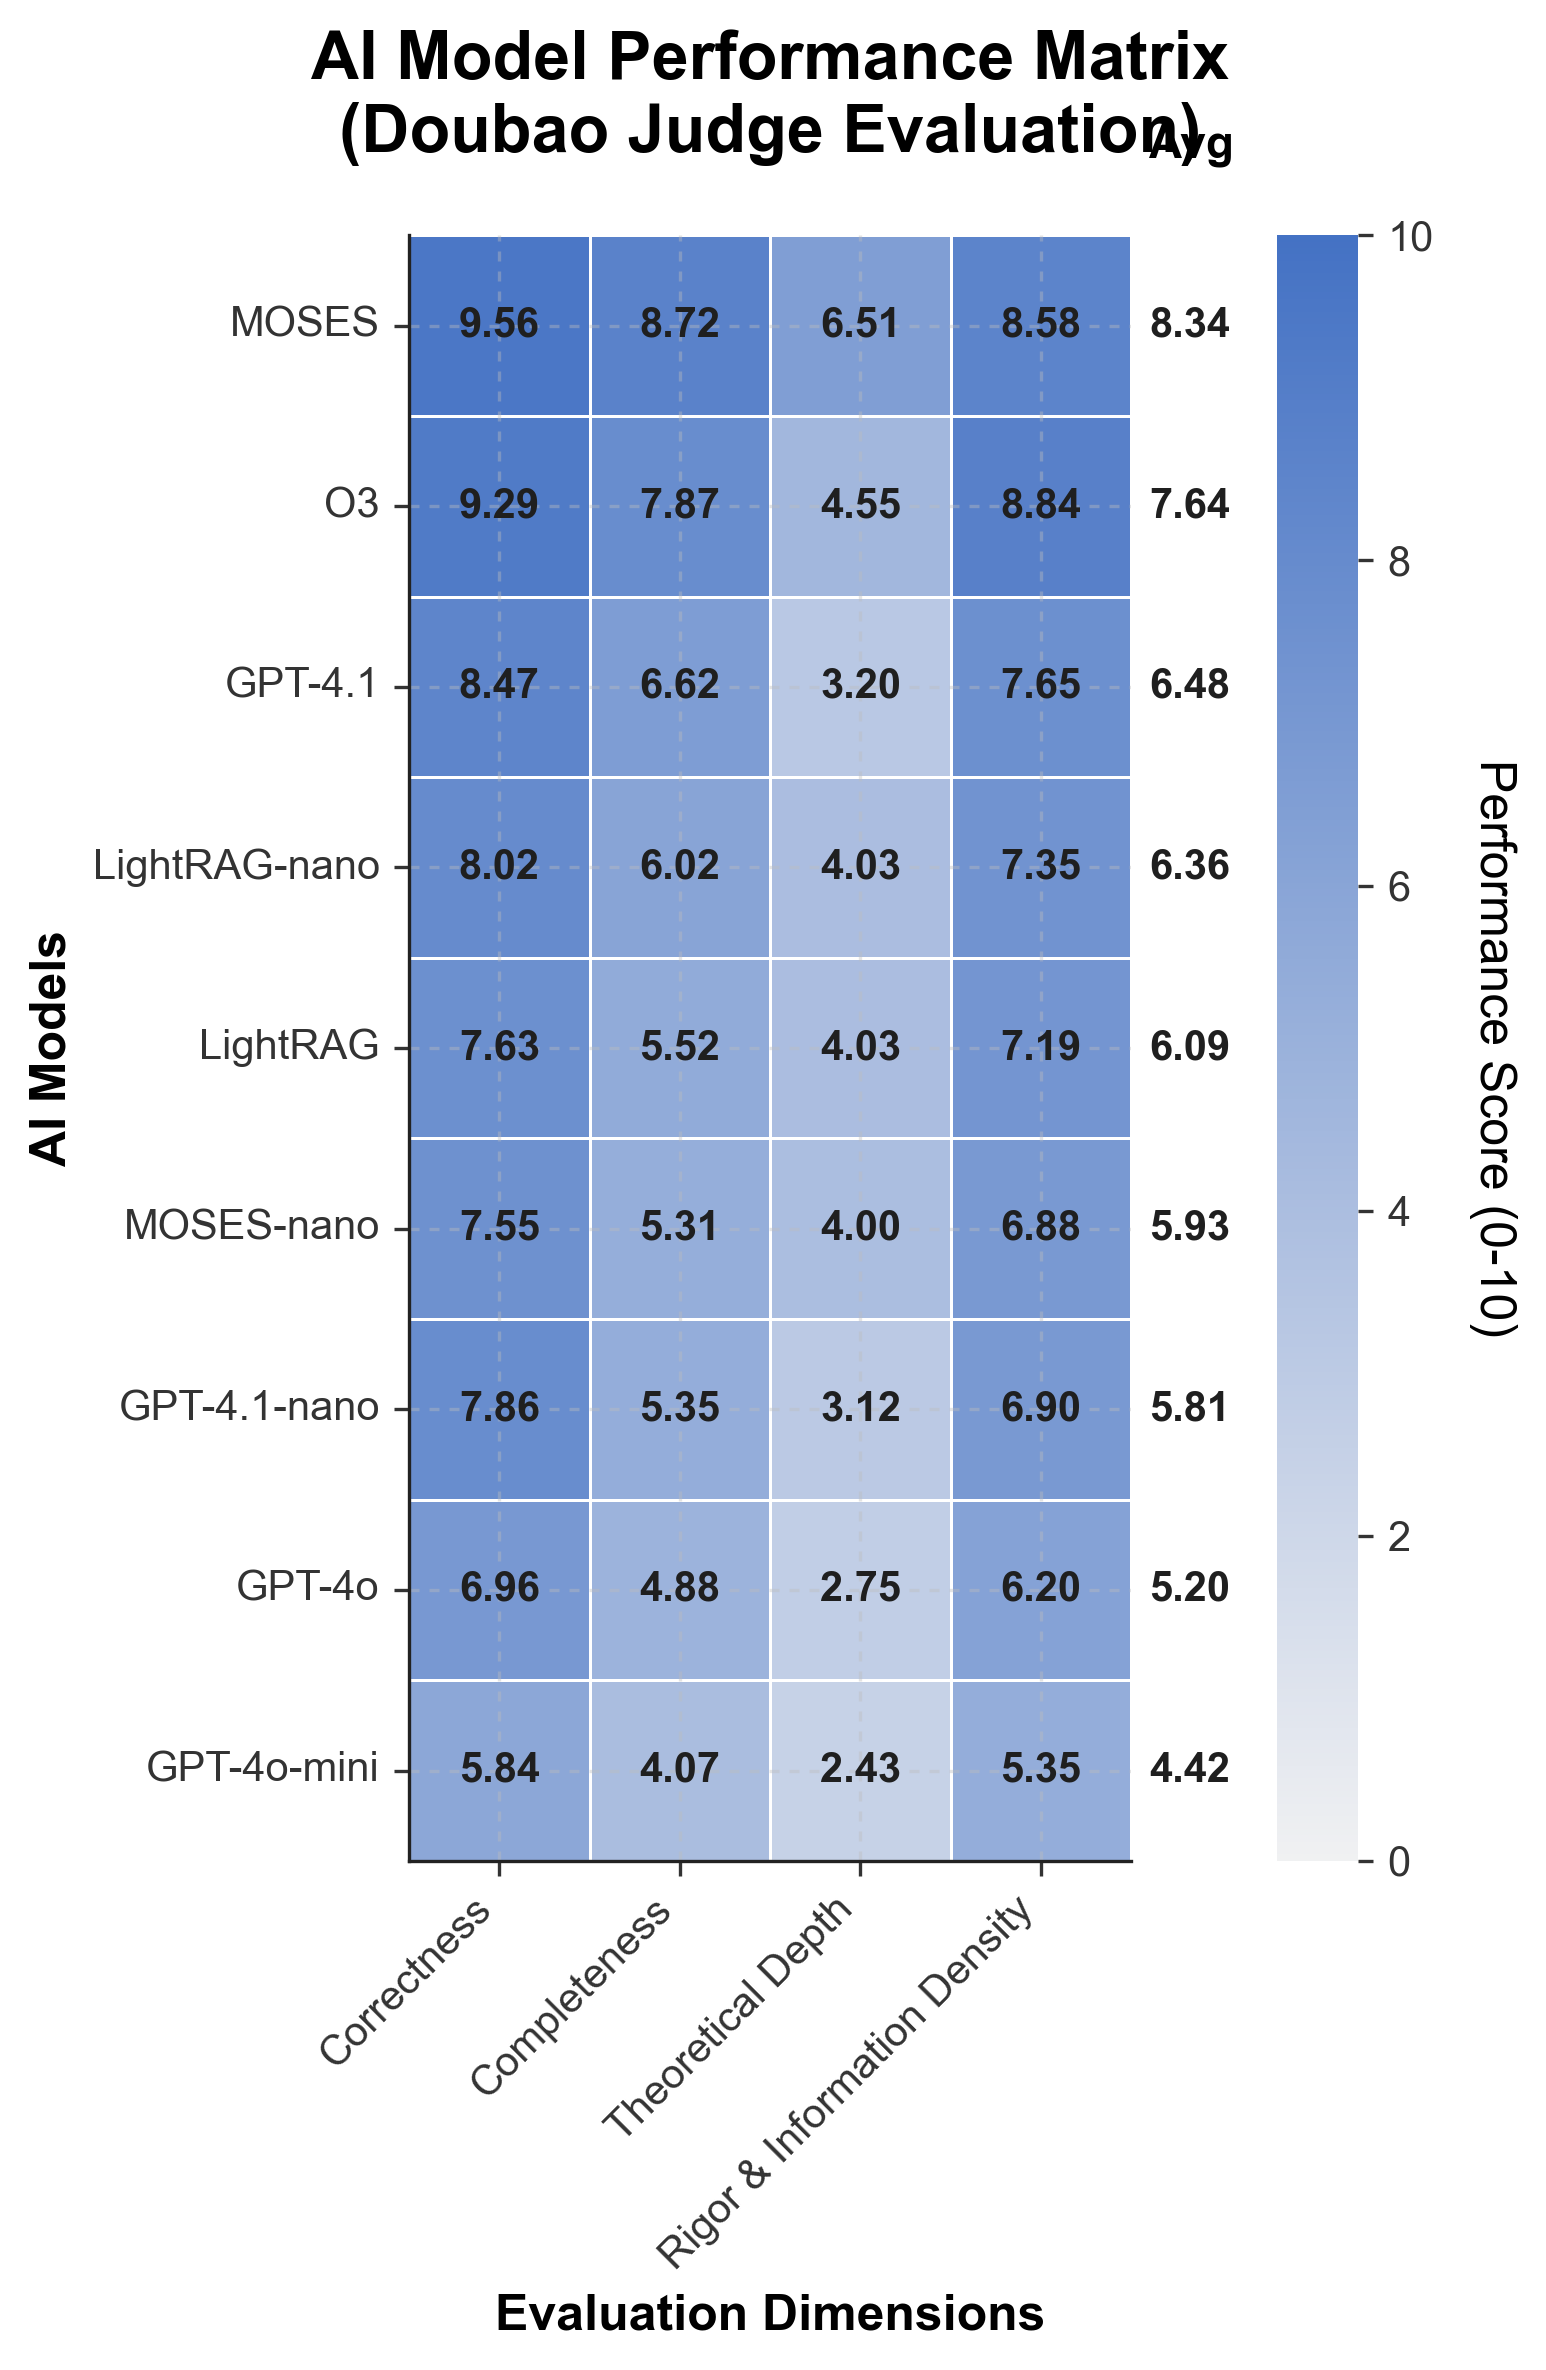 AI Model Performance Matrix
(Doubao Judge Evaluation)
Avg
MOSES 9.56 8.72 6.51 8.58 8.34
O3 9.29 7.87 4.55 8.84 7.64
GPT-4.1 8.47 6.62 3.20 7.65 6.48
LightRAG-nano 8.02 6.02 4.03 7.35 6.36
LightRAG 7.63 5.52 4.03 7.19 6.09
MOSES-nano 7.55 5.31 4.00 6.88 5.93
GPT-4.1-nano 7.86 5.35 3.12 6.90 5.81
GPT-4o 6.96 4.88 2.75 6.20 5.20
GPT-4o-mini 5.84 4.07 2.43 5.35 4.42
AI Models
Correctness
Completeness
Theoretical Depth
Rigor & Information Density
Evaluation Dimensions
10
8
6
4
2
0
Performance Score (0-10)